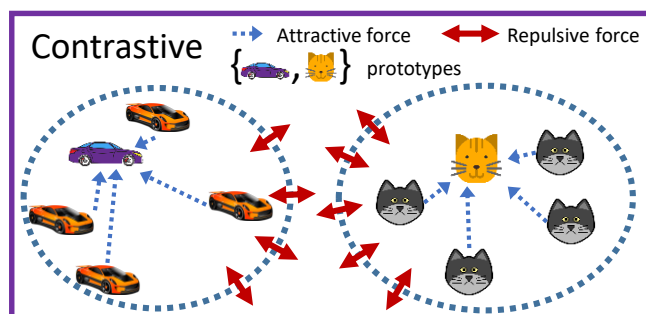 Contrastive
Attractive force
Repulsive force
{ , } prototypes